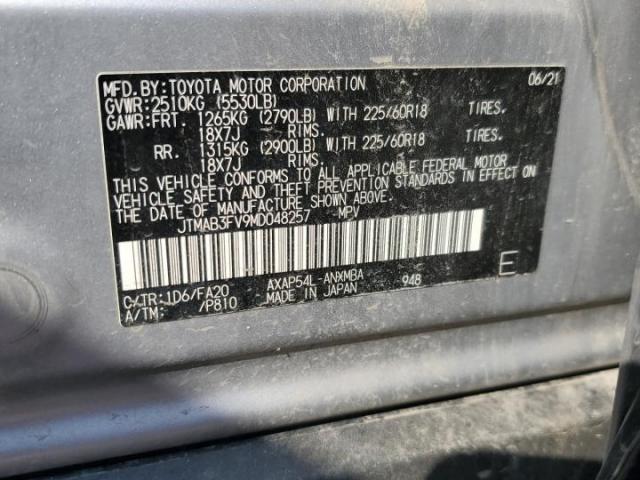 MFD.BY:TOYOTA MOTOR CORPORATION 06/21
GVWR:2510KG (5530LB)
GAWR:FRT. 1265KG (2790LB) WITH 225/60R18 TIRES.
18X7J RIMS.
RR. 1315KG (2900LB) WITH 225/60R18 TIRES.
18X7J RIMS.
THIS VEHICLE CONFORMS TO ALL APPLICABLE FEDERAL MOTOR
VEHICLE SAFETY AND THEFT PREVENTION STANDARDS IN EFFECT
ON THE DATE OF MANUFACTURE SHOWN ABOVE.
JTMAB3FV9MD048257 MPV
C/TR:1D6/FA20 AXAP54L-ANXMBA 948 E
A/TM: /P810 MADE IN JAPAN